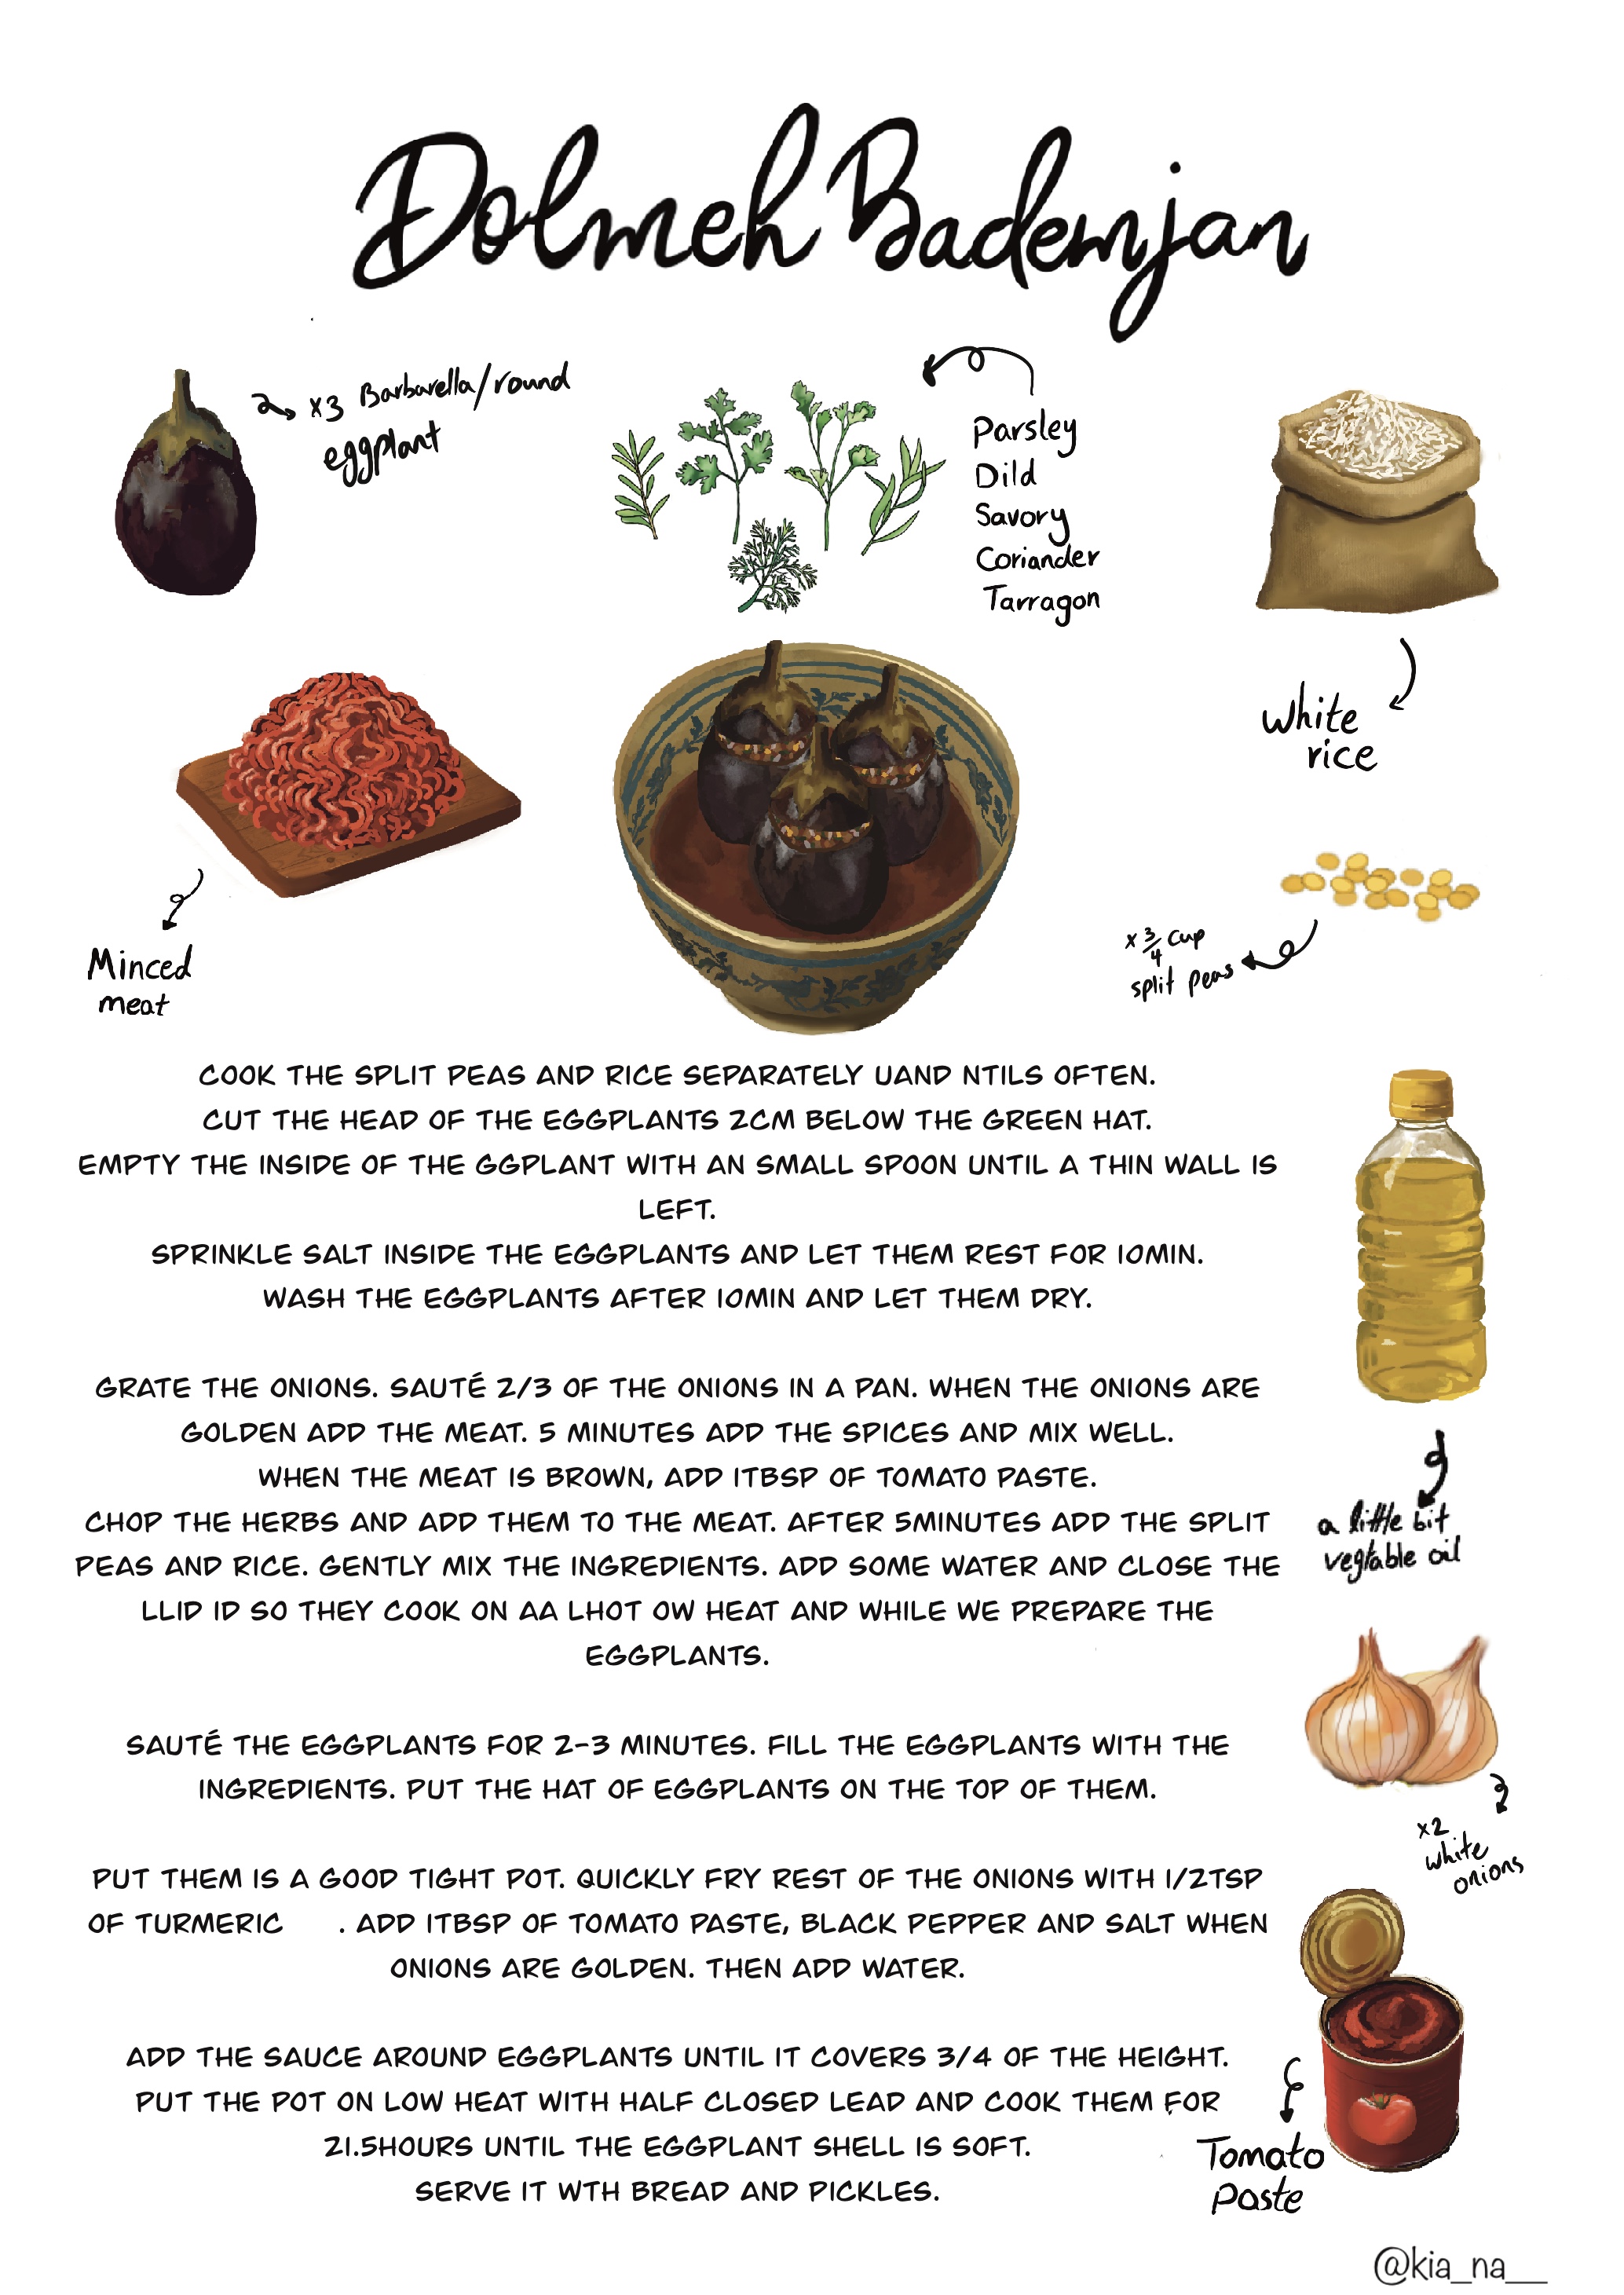 Dolmeh Bademjan
x3 Barbarella/round
eggplant
Parsley
Dild
Savory
Coriander
Tarragon
White
rice
Minced
meat
x 3/4 cup
split peas
COOK THE SPLIT PEAS AND RICE SEPARATELY UAND NTILS OFTEN.
CUT THE HEAD OF THE EGGPLANTS 2CM BELOW THE GREEN HAT.
EMPTY THE INSIDE OF THE GGPLANT WITH AN SMALL SPOON UNTIL A THIN WALL IS
LEFT.
SPRINKLE SALT INSIDE THE EGGPLANTS AND LET THEM REST FOR 10MIN.
WASH THE EGGPLANTS AFTER 10MIN AND LET THEM DRY.
GRATE THE ONIONS. SAUTÉ 2/3 OF THE ONIONS IN A PAN. WHEN THE ONIONS ARE
GOLDEN ADD THE MEAT. 5 MINUTES ADD THE SPICES AND MIX WELL.
WHEN THE MEAT IS BROWN, ADD 1TBSP OF TOMATO PASTE.
CHOP THE HERBS AND ADD THEM TO THE MEAT. AFTER 5MINUTES ADD THE SPLIT
PEAS AND RICE. GENTLY MIX THE INGREDIENTS. ADD SOME WATER AND CLOSE THE
LLID ID SO THEY COOK ON AA LHOT OW HEAT AND WHILE WE PREPARE THE
EGGPLANTS.
SAUTÉ THE EGGPLANTS FOR 2-3 MINUTES. FILL THE EGGPLANTS WITH THE
INGREDIENTS. PUT THE HAT OF EGGPLANTS ON THE TOP OF THEM.
PUT THEM IS A GOOD TIGHT POT. QUICKLY FRY REST OF THE ONIONS WITH 1/2TSP
OF TURMERIC . ADD 1TBSP OF TOMATO PASTE, BLACK PEPPER AND SALT WHEN
ONIONS ARE GOLDEN. THEN ADD WATER.
ADD THE SAUCE AROUND EGGPLANTS UNTIL IT COVERS 3/4 OF THE HEIGHT.
PUT THE POT ON LOW HEAT WITH HALF CLOSED LEAD AND COOK THEM FOR
21.5HOURS UNTIL THE EGGPLANT SHELL IS SOFT.
SERVE IT WTH BREAD AND PICKLES.
a little bit
vegtable oil
x2
white
onions
Tomato
paste
@kia_na__